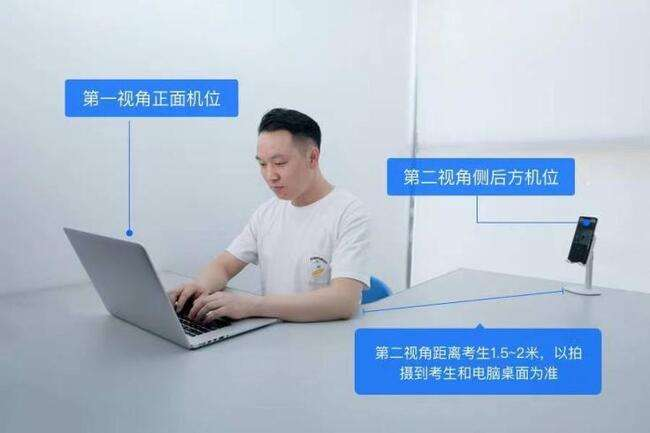 第一视角正面机位
第二视角侧后方机位
第二视角距离考生1.5~2米，以拍
摄到考生和电脑桌面为准